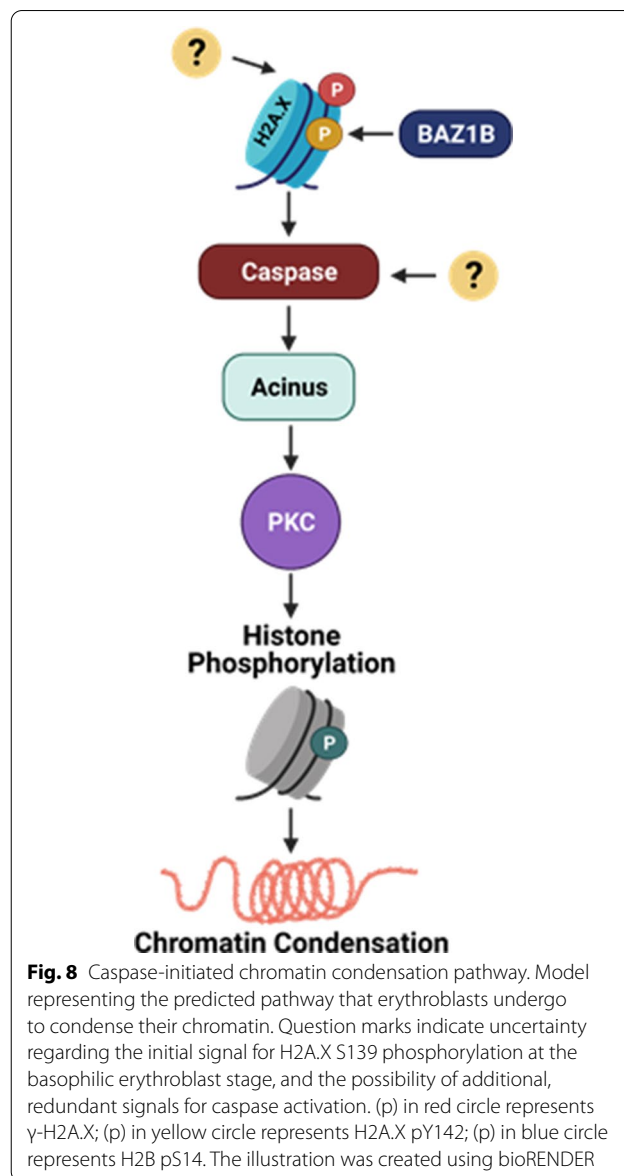 ?
P
H2A.X
P
BAZ1B
Caspase
?
Acinus
PKC
Histone
Phosphorylation
P
Chromatin Condensation
Fig. 8 Caspase-initiated chromatin condensation pathway. Model
representing the predicted pathway that erythroblasts undergo
to condense their chromatin. Question marks indicate uncertainty
regarding the initial signal for H2A.X S139 phosphorylation at the
basophilic erythroblast stage, and the possibility of additional,
redundant signals for caspase activation. (p) in red circle represents
γ-H2A.X; (p) in yellow circle represents H2A.X pY142; (p) in blue circle
represents H2B pS14. The illustration was created using bioRENDER